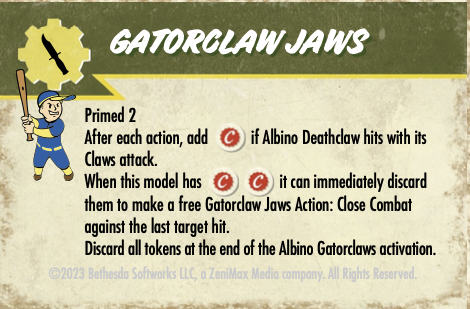 GATORCLAW JAWS
Primed 2
After each action, add C if Albino Deathclaw hits with its
Claws attack.
When this model has C C it can immediately discard
them to make a free Gatorclaw Jaws Action: Close Combat
against the last target hit.
Discard all tokens at the end of the Albino Gatorclaws activation.
©2023 Bethesda Softworks LLC, a ZeniMax Media company. All Rights Reserved.